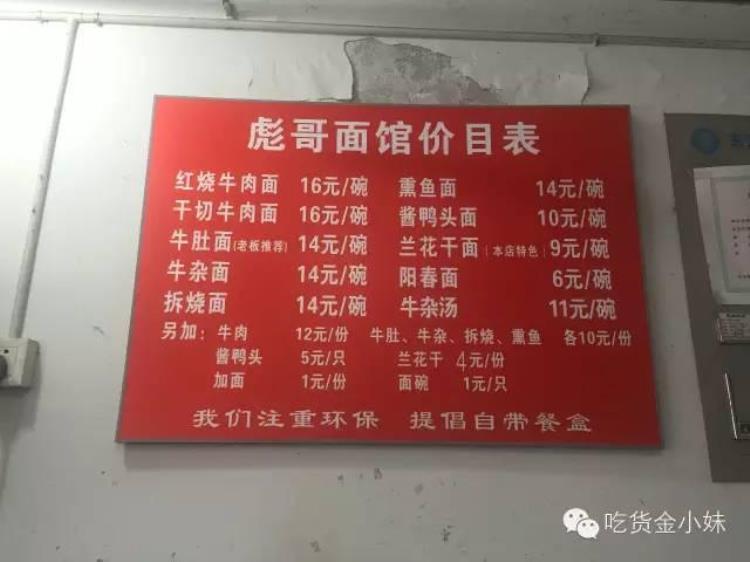 彪哥面馆价目表
红烧牛肉面 16元/碗 熏鱼面 14元/碗
干切牛肉面 16元/碗 酱鸭头面 10元/碗
牛肚面(老板推荐) 14元/碗 兰花干面(本店特色) 9元/碗
牛杂面 14元/碗 阳春面 6元/碗
拆烧面 14元/碗 牛杂汤 11元/碗
另加: 牛肉 12元/份 牛肚、牛杂、拆烧、熏鱼 各10元/份
酱鸭头 5元/只 兰花干 4元/份
加面 1元/份 面碗 1元/只
我们注重环保 提倡自带餐盒
吃货金小妹